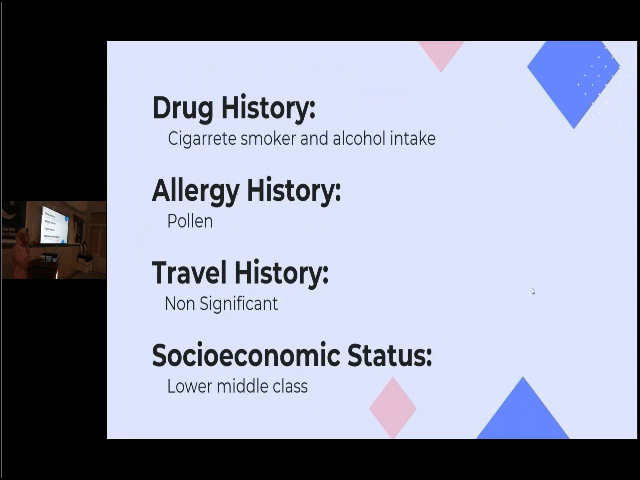 Drug History:
Cigarrete smoker and alcohol intake
Allergy History:
Pollen
Travel History:
Non Significant
Socioeconomic Status:
Lower middle class